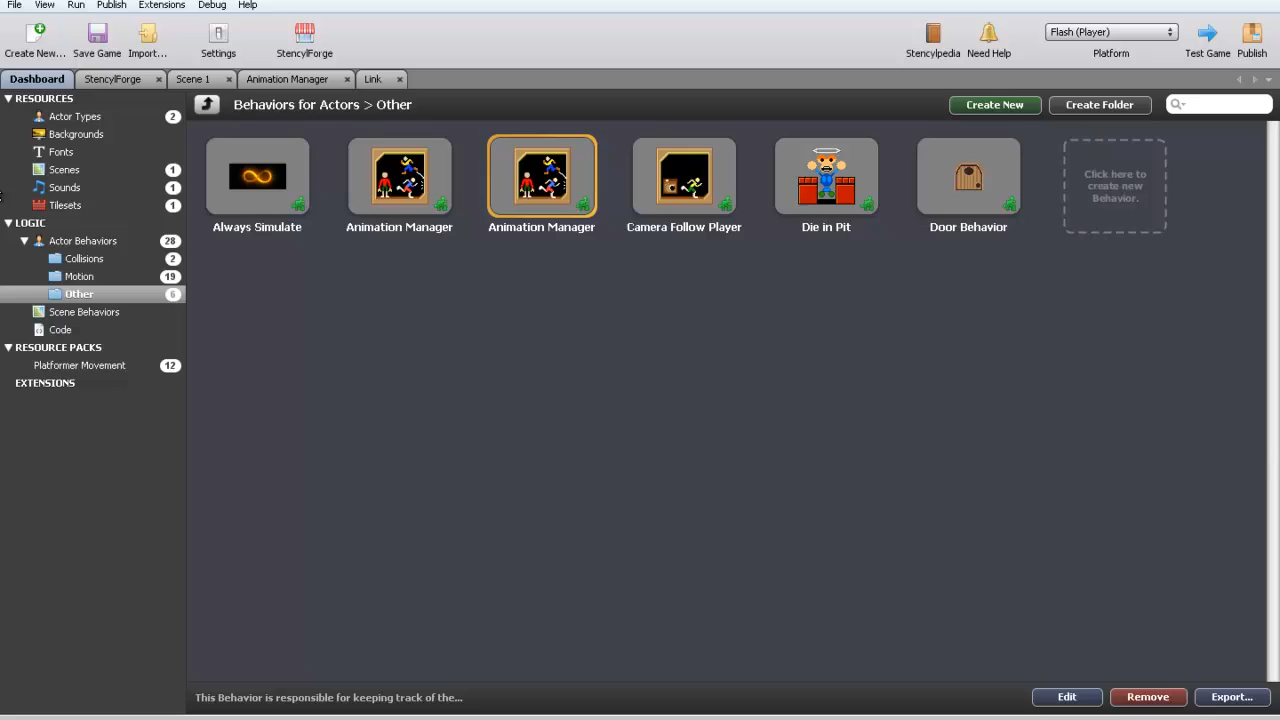 File View Run Publish Extensions Debug Help
Create New... Save Game Import... Settings StencylForge Stencylpedia Need Help Flash (Player) Platform Test Game Publish
Dashboard StencylForge Scene 1 Animation Manager Link
RESOURCES
Actor Types 2
Backgrounds
Fonts
Scenes 1
Sounds 1
Tilesets 1
LOGIC
Actor Behaviors 28
Collisions 2
Motion 19
Other 6
Scene Behaviors
Code
RESOURCE PACKS
Platformer Movement 12
EXTENSIONS
Behaviors for Actors > Other Create New Create Folder
Always Simulate Animation Manager Animation Manager Camera Follow Player Die in Pit Door Behavior
Click here to
create new
Behavior.
This Behavior is responsible for keeping track of the... Edit Remove Export...